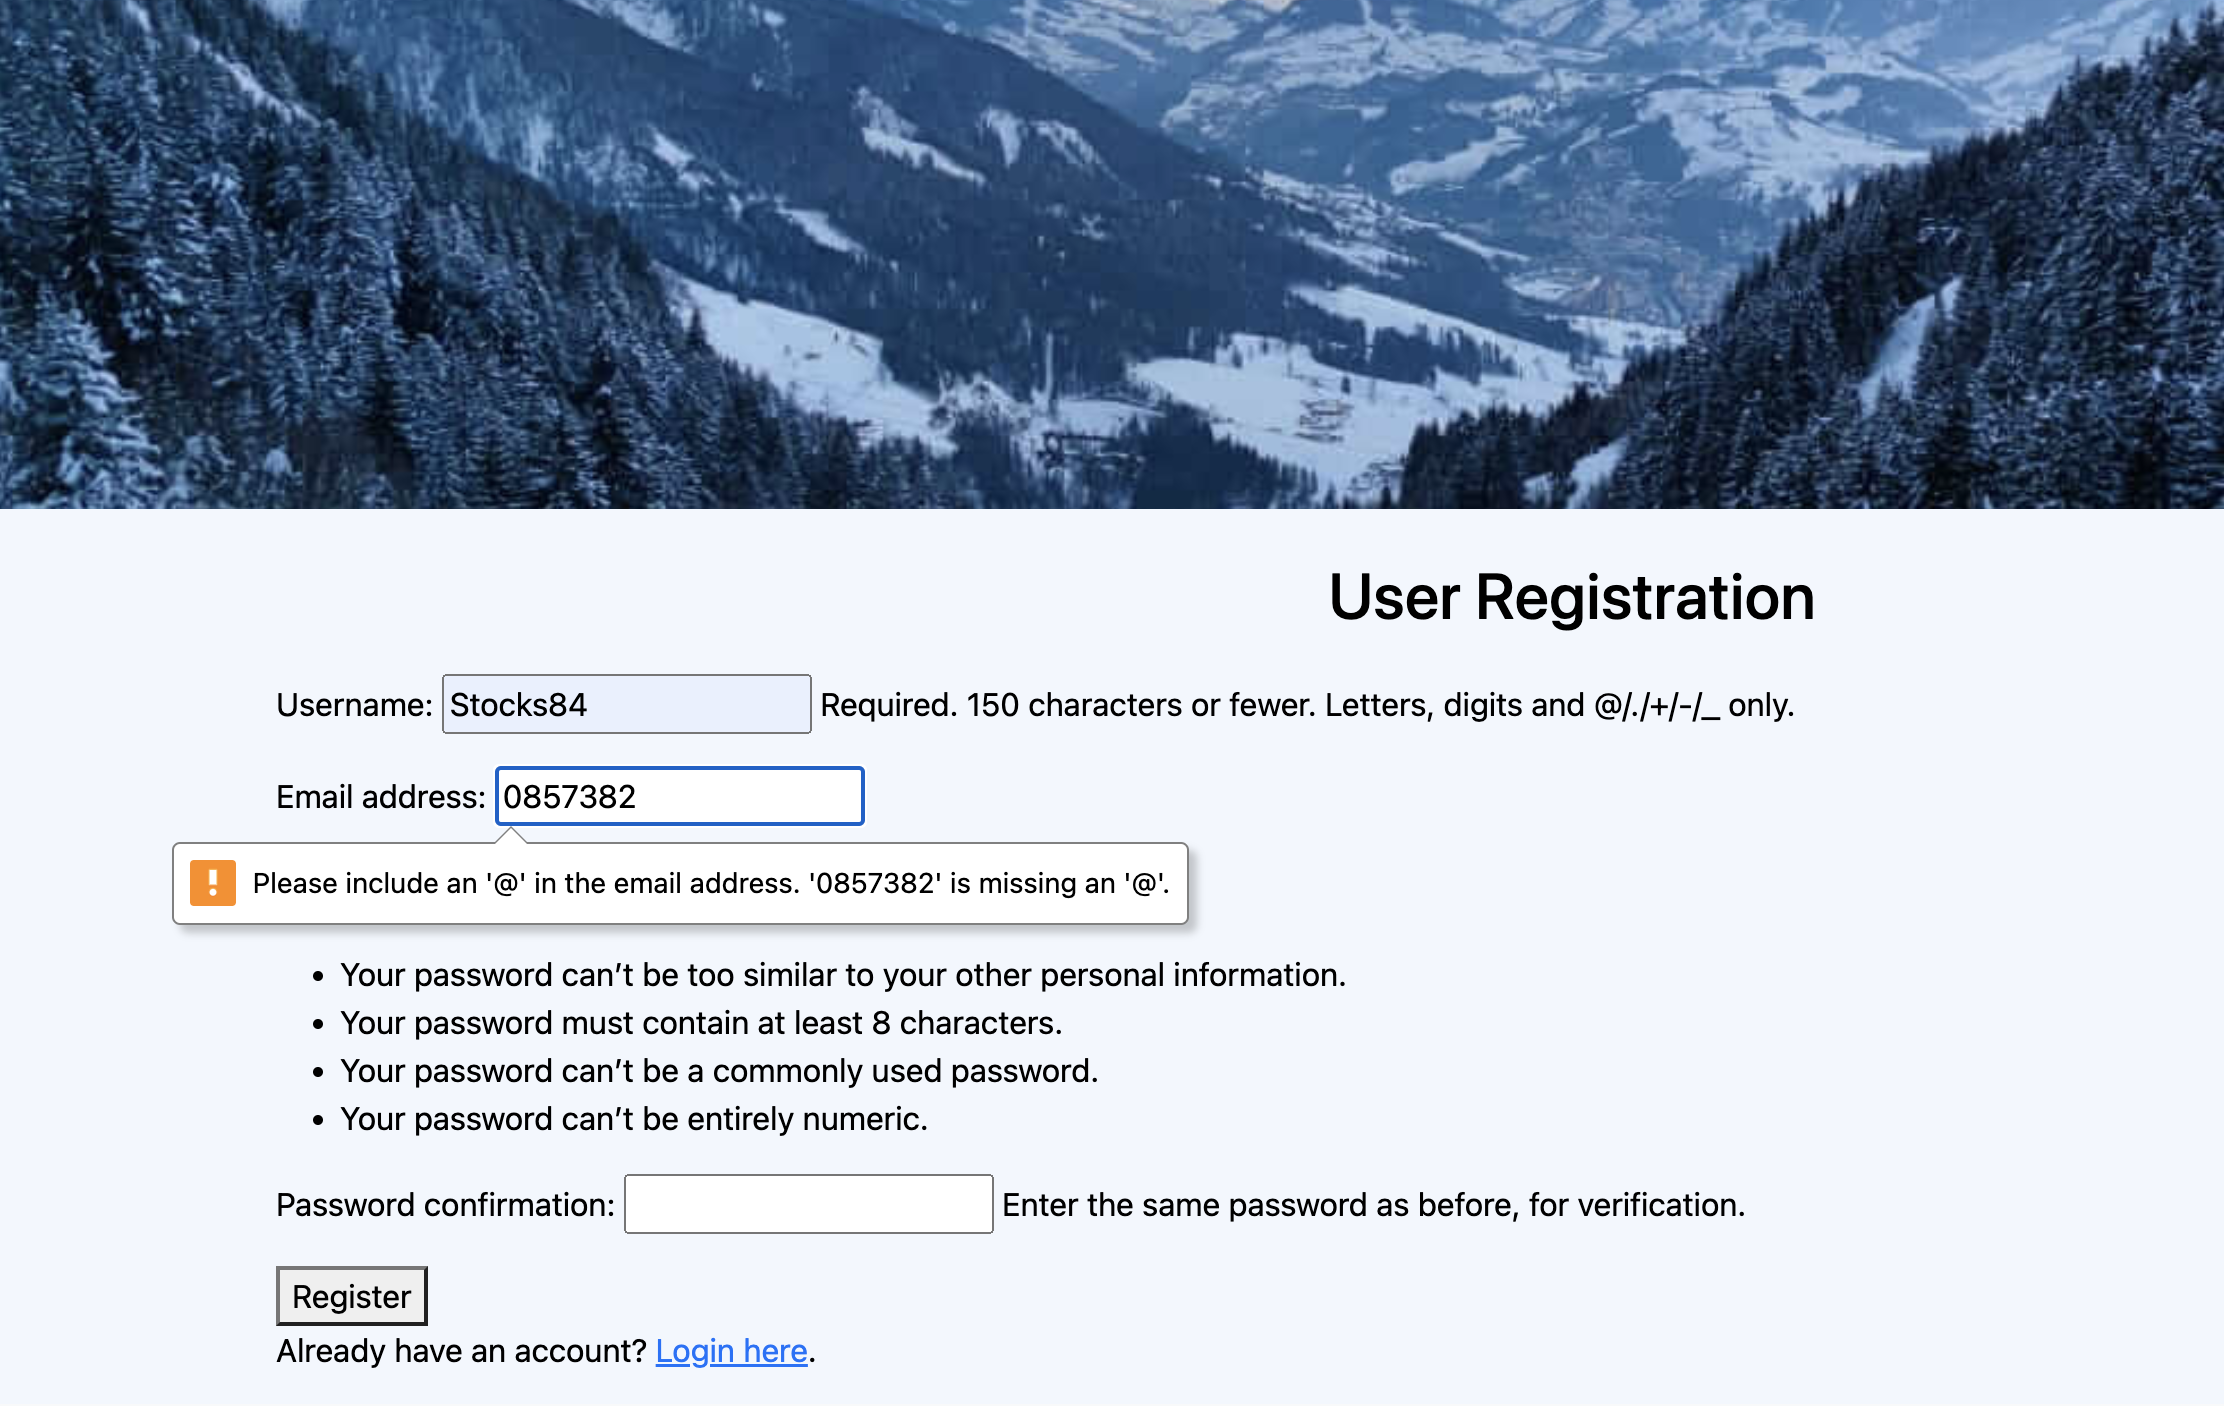 User Registration
Username: Stocks84 Required. 150 characters or fewer. Letters, digits and @/./+/-/_ only.
Email address: 0857382
Please include an '@' in the email address. '0857382' is missing an '@'.
• Your password can’t be too similar to your other personal information.
• Your password must contain at least 8 characters.
• Your password can’t be a commonly used password.
• Your password can’t be entirely numeric.
Password confirmation: Enter the same password as before, for verification.
Register
Already have an account? Login here.